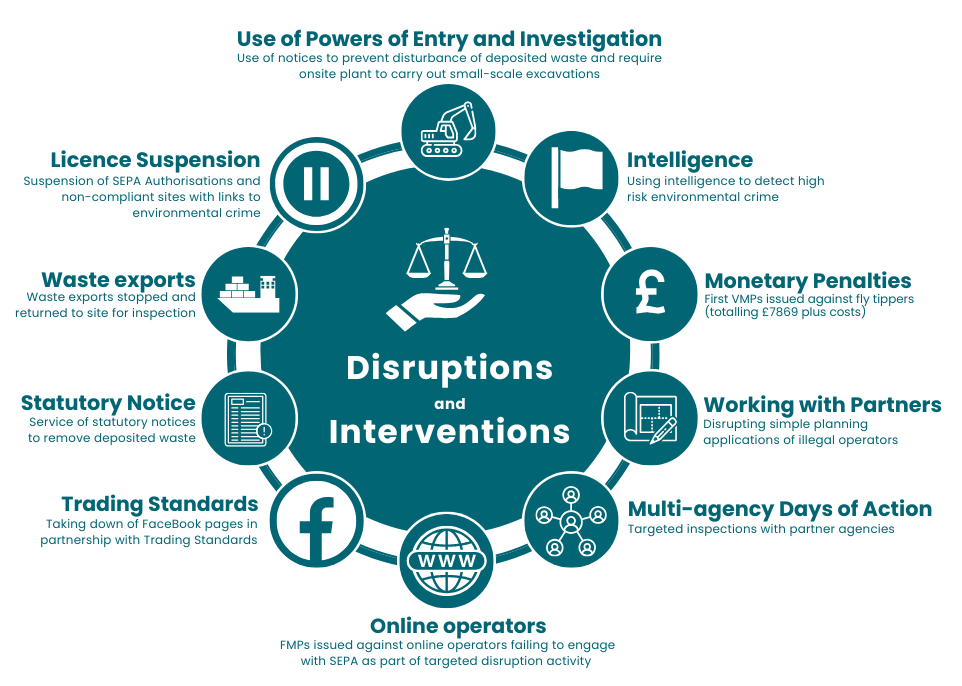 Use of Powers of Entry and Investigation
Use of notices to prevent disturbance of deposited waste and require
onsite plant to carry out small-scale excavations
Intelligence
Using intelligence to detect high
risk environmental crime
Monetary Penalties
First VMPs issued against fly tippers
(totalling £7869 plus costs)
£
Working with Partners
Disrupting simple planning
applications of illegal operators
Multi-agency Days of Action
Targeted inspections with partner agencies
Online operators
FMPs issued against online operators failing to engage
with SEPA as part of targeted disruption activity
WWW
Trading Standards
Taking down of FaceBook pages in
partnership with Trading Standards
f
Statutory Notice
Service of statutory notices
to remove deposited waste
Waste exports
Waste exports stopped and
returned to site for inspection
Licence Suspension
Suspension of SEPA Authorisations and
non-compliant sites with links to
environmental crime
Disruptions
and
Interventions